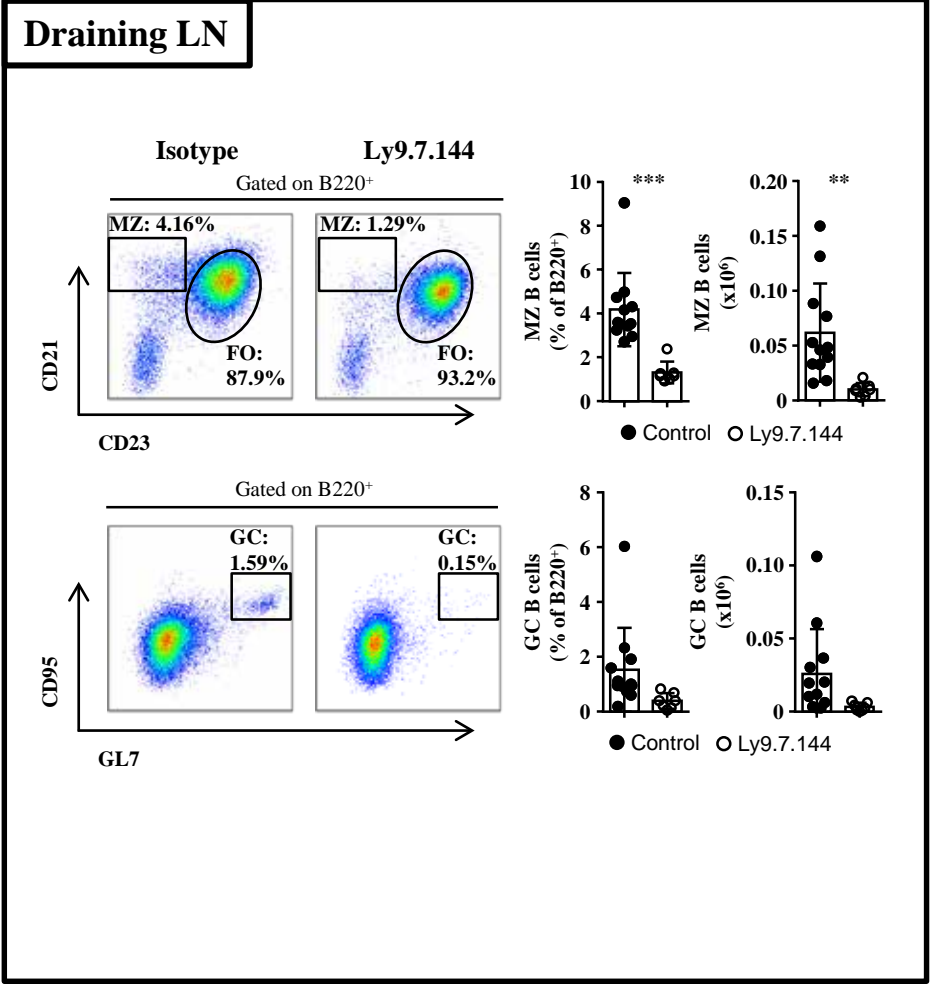 Draining LN
Isotype
Ly9.7.144
Gated on B220⁺
MZ: 4.16%
FO:
87.9%
MZ: 1.29%
FO:
93.2%
CD21
CD23
MZ B cells
(% of B220⁺)
10
8
6
4
2
0
***
MZ B cells
(x10⁶)
0.20
0.15
0.10
0.05
0
**
Control Ly9.7.144
Gated on B220⁺
GC:
1.59%
GC:
0.15%
CD95
GL7
GC B cells
(% of B220⁺)
8
6
4
2
0
GC B cells
(x10⁶)
0.15
0.10
0.05
0
Control Ly9.7.144